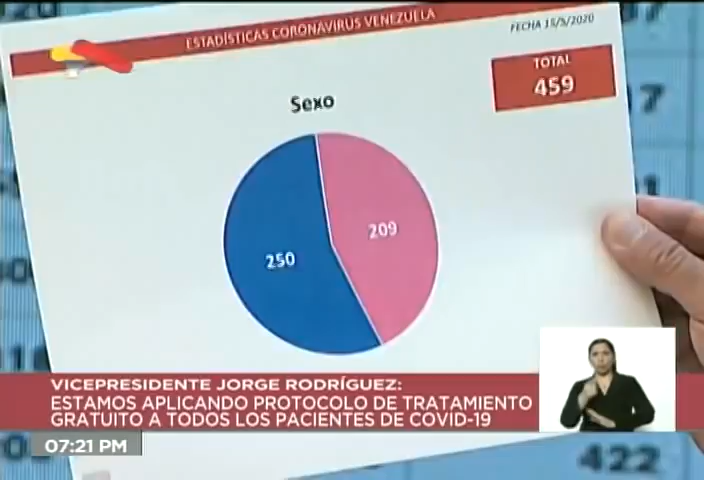 ESTADÍSTICAS CORONAVIRUS VENEZUELA
FECHA 15/5/2020
TOTAL
459
Sexo
250
209
VICEPRESIDENTE JORGE RODRÍGUEZ:
ESTAMOS APLICANDO PROTOCOLO DE TRATAMIENTO
GRATUITO A TODOS LOS PACIENTES DE COVID-19
07:21 PM
422